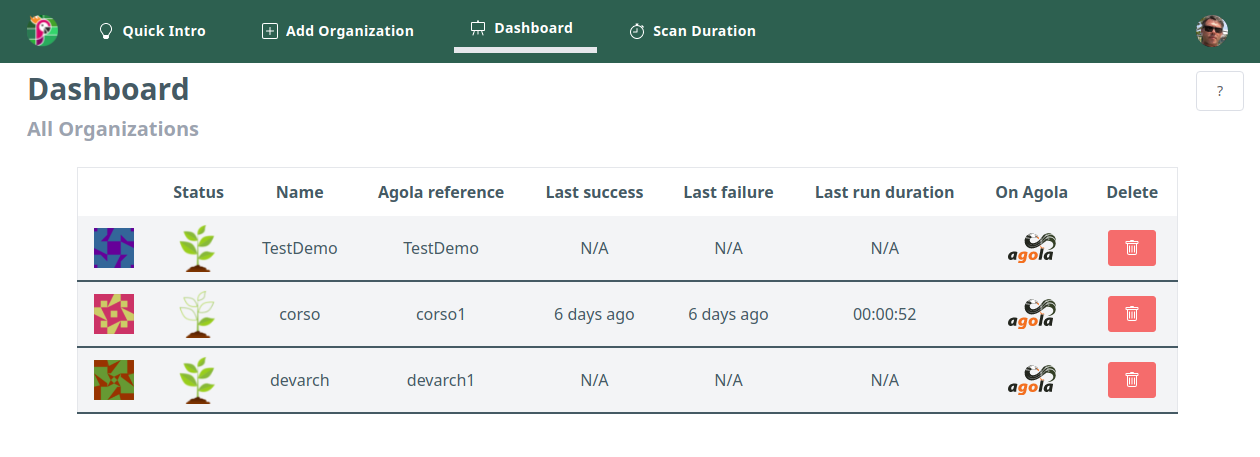 Quick Intro Add Organization Dashboard Scan Duration
Dashboard
?
All Organizations
Status Name Agola reference Last success Last failure Last run duration On Agola Delete
TestDemo TestDemo N/A N/A N/A agola
corso corso1 6 days ago 6 days ago 00:00:52 agola
devarch devarch1 N/A N/A N/A agola